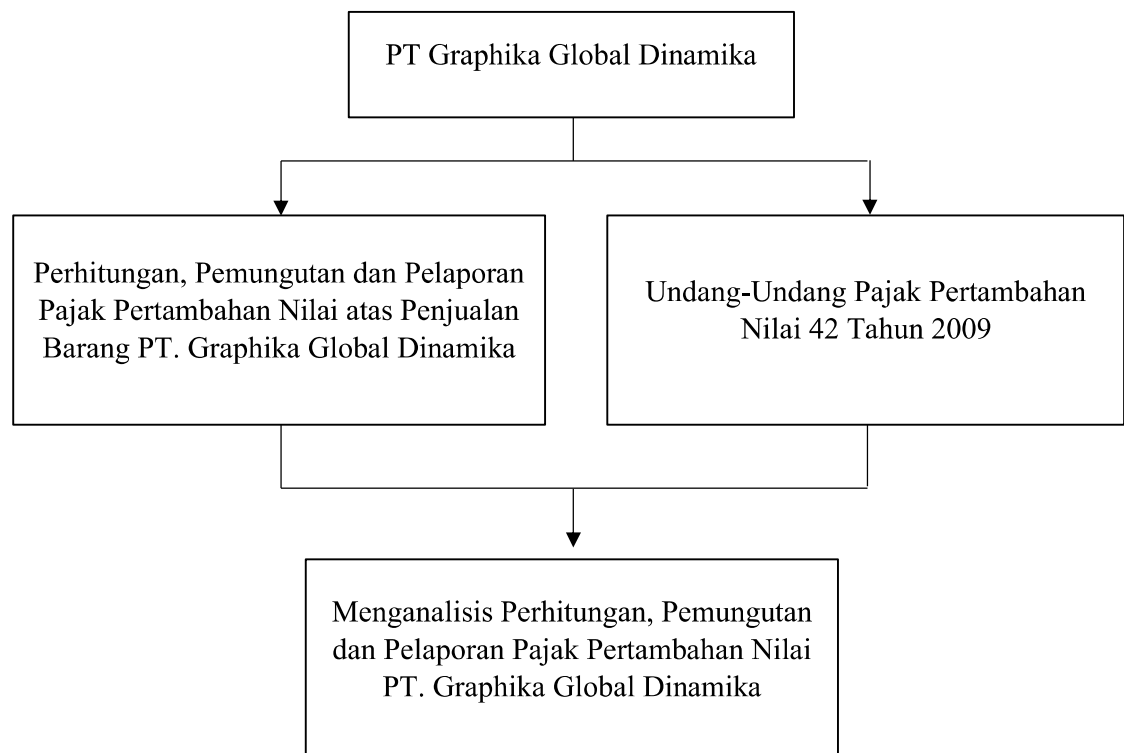 PT Graphika Global Dinamika
Perhitungan, Pemungutan dan Pelaporan
Pajak Pertambahan Nilai atas Penjualan
Barang PT. Graphika Global Dinamika
Undang-Undang Pajak Pertambahan
Nilai 42 Tahun 2009
Menganalisis Perhitungan, Pemungutan
dan Pelaporan Pajak Pertambahan Nilai
PT. Graphika Global Dinamika